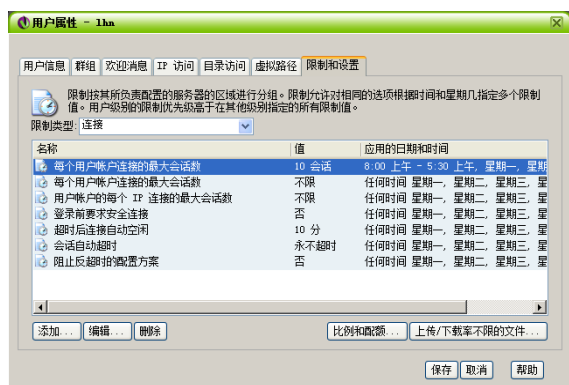 用户属性 - lhn
用户信息 群组 欢迎消息 IP 访问 目录访问 虚拟路径 限制和设置
限制按其所负责配置的服务器的区域进行分组。限制允许对相同的选项根据时间和星期几指定多个限制
值。用户级别的限制优先级高于在其他级别指定的所有限制值。
限制类型: 连接
名称 值 应用的日期和时间
每个用户帐户连接的最大会话数 10 会话 8:00 上午 - 5:30 上午, 星期一, 星期
每个用户帐户连接的最大会话数 不限 任何时间 星期一, 星期二, 星期三, 星
用户帐户的每个 IP 连接的最大会话数 不限 任何时间 星期一, 星期二, 星期三, 星
登录前要求安全连接 否 任何时间 星期一, 星期二, 星期三, 星
超时后连接自动空闲 10 分 任何时间 星期一, 星期二, 星期三, 星
会话自动超时 永不超时 任何时间 星期一, 星期二, 星期三, 星
阻止反超时的配置方案 否 任何时间 星期一, 星期二, 星期三, 星
添加... 编辑... 删除 比例和配额... 上传/下载率不限的文件...
保存 取消 帮助